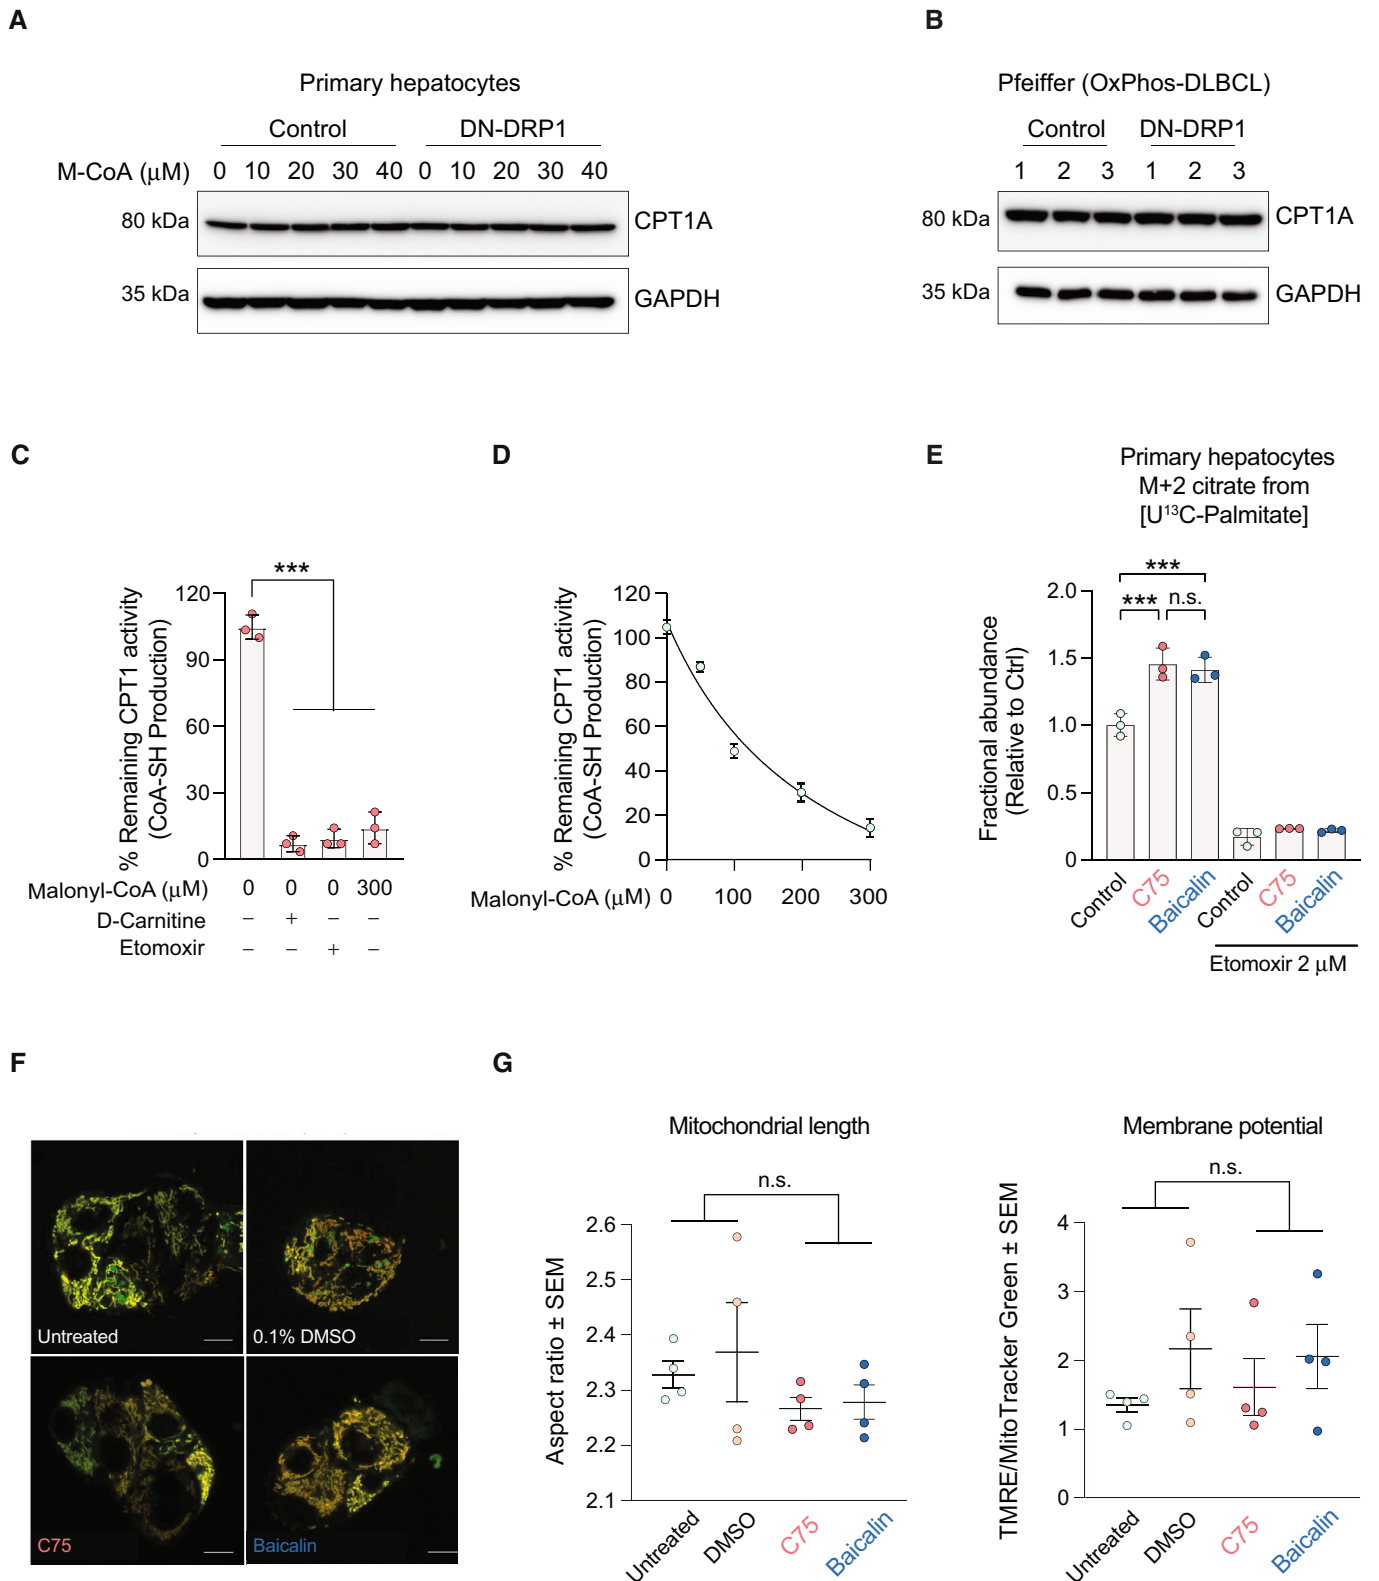 A
Primary hepatocytes
Control DN-DRP1
M-CoA (μM) 0 10 20 30 40 0 10 20 30 40
80 kDa CPT1A
35 kDa GAPDH
B
Pfeiffer (OxPhos-DLBCL)
Control DN-DRP1
1 2 3 1 2 3
80 kDa CPT1A
35 kDa GAPDH
C
% Remaining CPT1 activity
(CoA-SH Production)
120
90
60
30
0
***
Malonyl-CoA (μM) 0 0 0 300
D-Carnitine – + – –
Etomoxir – – + –
D
% Remaining CPT1 activity
(CoA-SH Production)
120
100
80
60
40
20
0
Malonyl-CoA (μM) 0 100 200 300
E
Primary hepatocytes
M+2 citrate from
[U¹³C-Palmitate]
Fractional abundance
(Relative to Ctrl)
2.0
1.5
1.0
0.5
0
***
*** n.s.
Control C75 Baicalin Control C75 Baicalin
Etomoxir 2 μM
F
Untreated
0.1% DMSO
C75
Baicalin
G
Mitochondrial length
n.s.
Aspect ratio ± SEM
2.6
2.5
2.4
2.3
2.2
2.1
Untreated DMSO C75 Baicalin
Membrane potential
n.s.
TMRE/MitoTracker Green ± SEM
4
3
2
1
0
Untreated DMSO C75 Baicalin